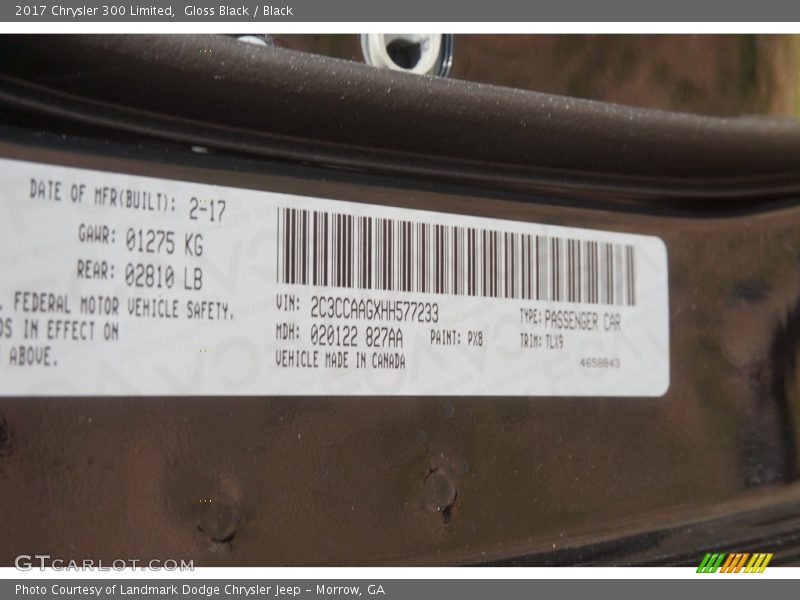 2017 Chrysler 300 Limited, Gloss Black / Black
DATE OF MFR(BUILT): 2-17
GAWR: 01275 KG
REAR: 02810 LB
FEDERAL MOTOR VEHICLE SAFETY,
IN EFFECT ON
ABOVE.
VIN: 2C3CCAAGXHH577233
TYPE: PASSENGER CAR
MDH: 020122 827AA
PAINT: PX8
TRIM: TLX9
VEHICLE MADE IN CANADA
4658843
GTCARLOT.COM
Photo Courtesy of Landmark Dodge Chrysler Jeep – Morrow, GA